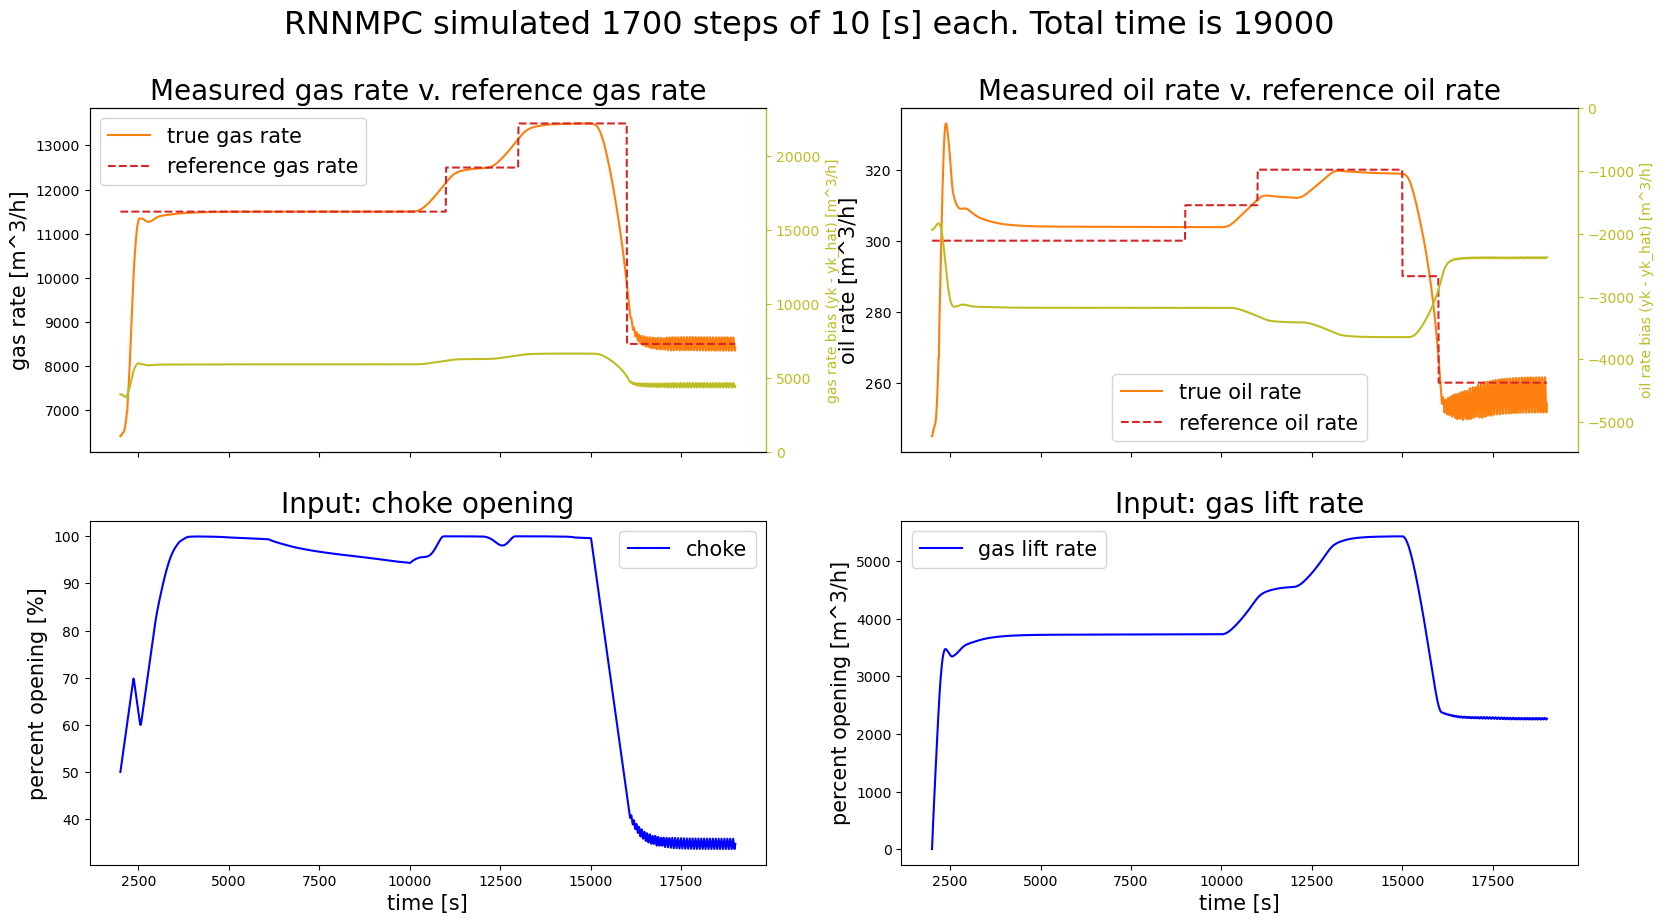 RNNMPC simulated 1700 steps of 10 [s] each. Total time is 19000
Measured gas rate v. reference gas rate
true gas rate
reference gas rate
gas rate [m^3/h]
13000
12000
11000
10000
9000
8000
7000
20000
15000
10000
5000
0
gas rate bias (yk - yk_hat) [m^3/h]
Measured oil rate v. reference oil rate
true oil rate
reference oil rate
oil rate [m^3/h]
320
300
280
260
0
−1000
−2000
−3000
−4000
−5000
oil rate bias (yk - yk_hat) [m^3/h]
Input: choke opening
choke
percent opening [%]
100
90
80
70
60
50
40
2500 5000 7500 10000 12500 15000 17500
time [s]
Input: gas lift rate
gas lift rate
percent opening [m^3/h]
5000
4000
3000
2000
1000
0
2500 5000 7500 10000 12500 15000 17500
time [s]